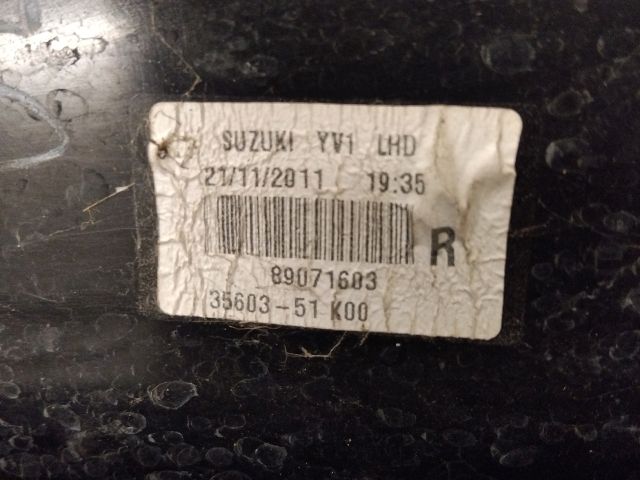 SUZUKI YV1 LHD
21/11/2011 19:35
R
89071603
35603-51K00